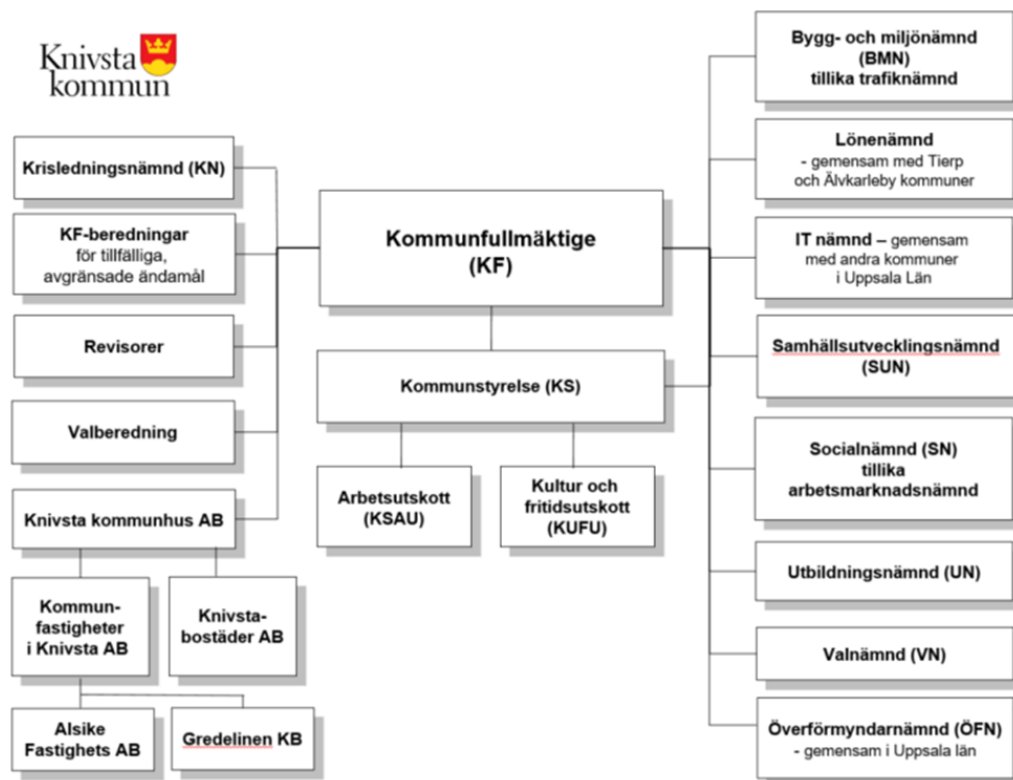 Knivsta
kommun
Krisledningsnämnd (KN)
KF-beredningar
för tillfälliga,
avgränsade ändamål
Revisorer
Valberedning
Knivsta kommunhus AB
Kommun-
fastigheter
i Knivsta AB
Knivsta-
bostäder AB
Alsike
Fastighets AB
Gredelinen KB
Kommunfullmäktige
(KF)
Kommunstyrelse (KS)
Arbetsutskott
(KSAU)
Kultur och
fritidsutskott
(KUFU)
Bygg- och miljönämnd
(BMN)
tillika trafiknämnd
Lönenämnd
- gemensam med Tierp
och Älvkarleby kommuner
IT nämnd – gemensam
med andra kommuner
i Uppsala Län
Samhällsutvecklingsnämnd
(SUN)
Socialnämnd (SN)
tillika
arbetsmarknadsnämnd
Utbildningsnämnd (UN)
Valnämnd (VN)
Överförmyndarnämnd (ÖFN)
- gemensam i Uppsala län